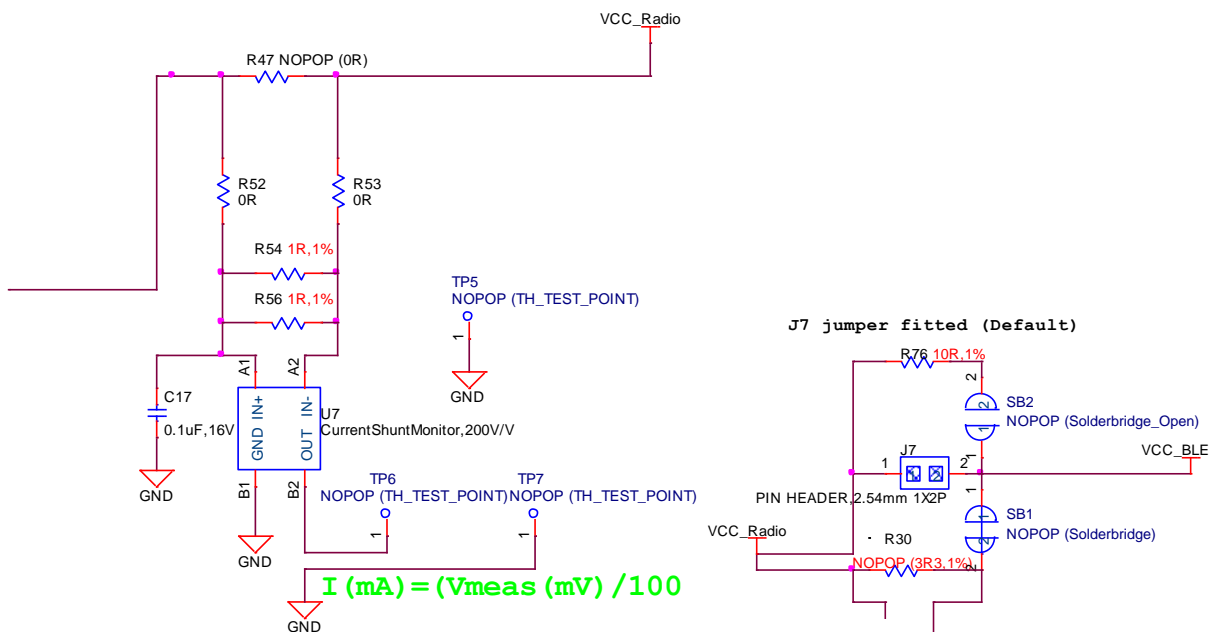 VCC_Radio
R47 NOPOP (0R)
R52
0R
R53
0R
R54 1R,1%
R56 1R,1%
TP5
NOPOP (TH_TEST_POINT)
1
GND
A1
A2
C17
0.1uF,16V
GND
IN+
IN-
GND
OUT
U7
CurrentShuntMonitor,200V/V
B1
B2
GND
TP6
NOPOP (TH_TEST_POINT)
1
TP7
NOPOP (TH_TEST_POINT)
1
I(mA)=(Vmeas(mV)/100
GND
J7 jumper fitted (Default)
R76 10R,1%
2
2
1
1
SB2
NOPOP (Solderbridge_Open)
J7
1
2
VCC_BLE
PIN HEADER,2.54mm 1X2P
1
1
2
2
SB1
NOPOP (Solderbridge)
VCC_Radio
R30
NOPOP (3R3,1%)